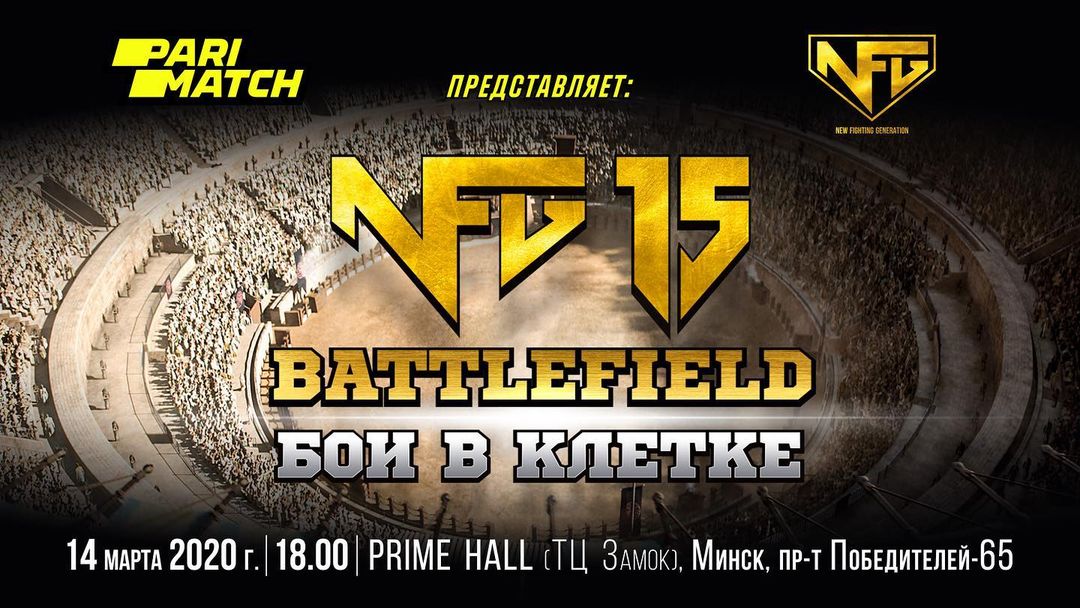 PARI
MATCH
ПРЕДСТАВЛЯЕТ:
NFG
NEW FIGHTING GENERATION
NFG 15
BATTLEFIELD
БОИ В КЛЕТКЕ
14 МАРТА 2020 Г. | 18.00 | PRIME HALL (ТЦ ЗАМОК), МИНСК, ПР-Т ПОБЕДИТЕЛЕЙ-65